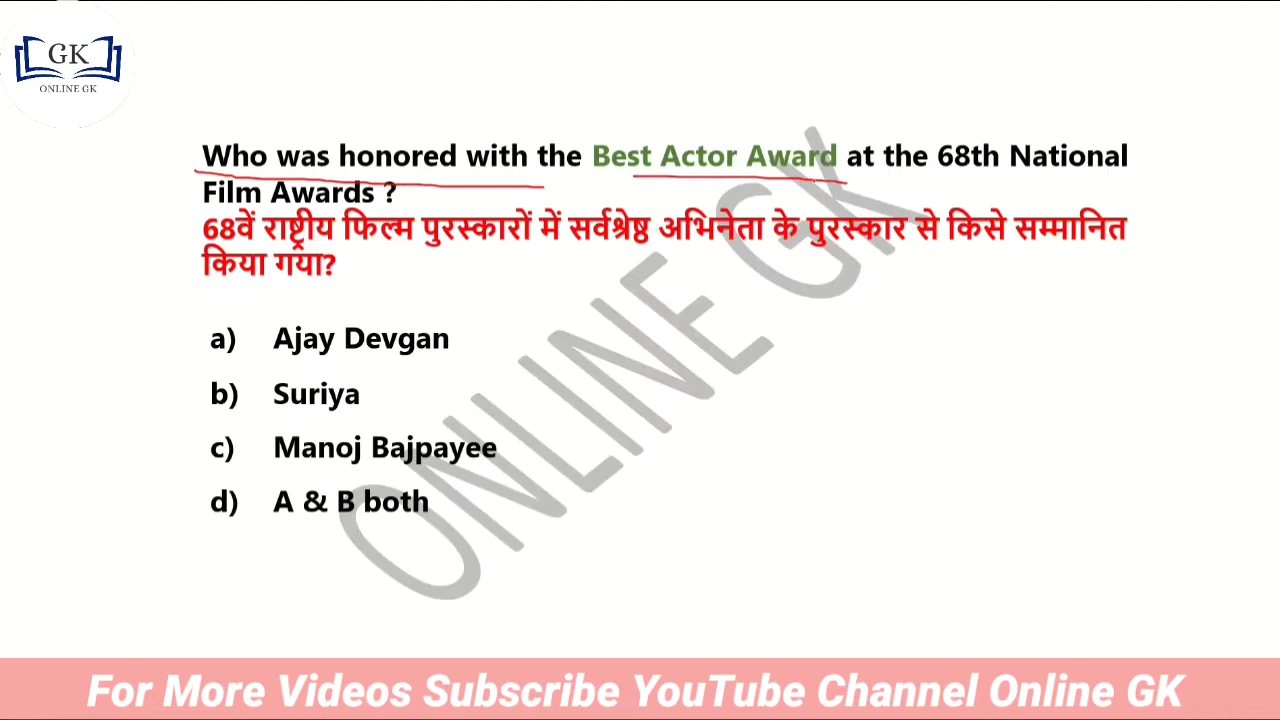 GK
ONLINE GK
Who was honored with the Best Actor Award at the 68th National
Film Awards ?
68वें राष्ट्रीय फिल्म पुरस्कारों में सर्वश्रेष्ठ अभिनेता के पुरस्कार से किसे सम्मानित
किया गया?
a) Ajay Devgan
b) Suriya
c) Manoj Bajpayee
d) A & B both
ONLINE GK
For More Videos Subscribe YouTube Channel Online GK